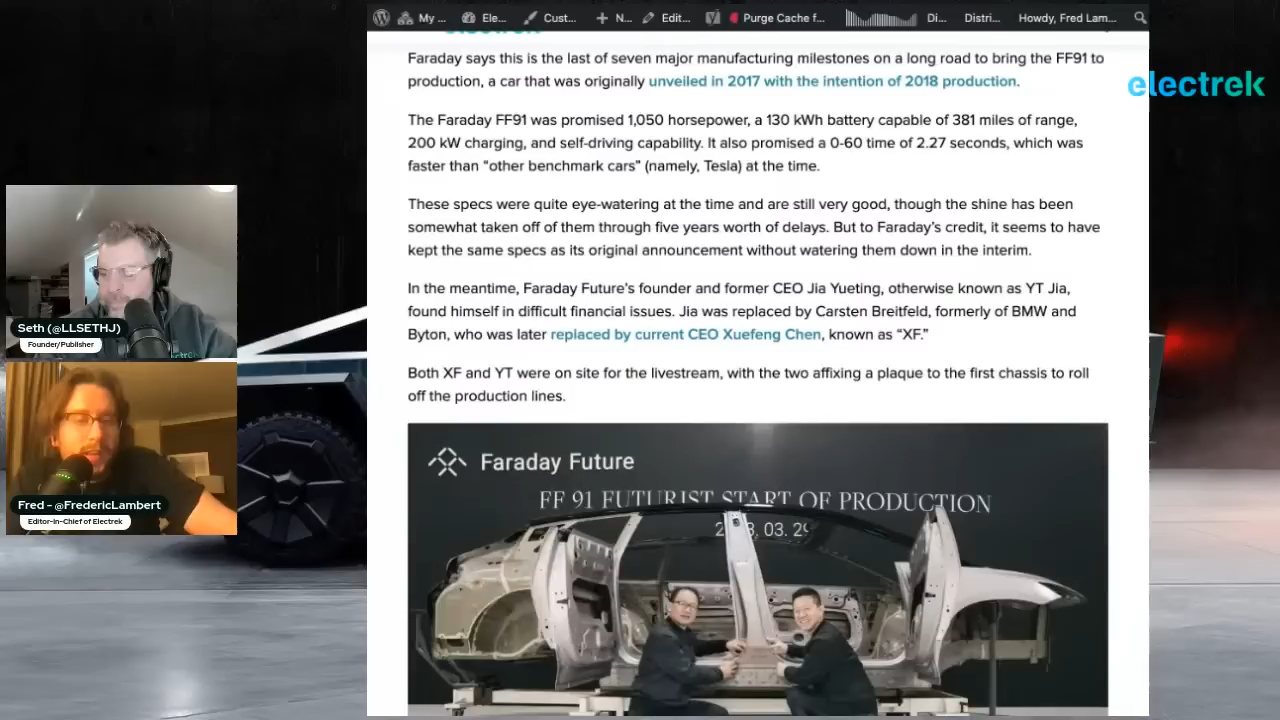 My ...
Ele...
Cust...
N...
Edit...
Purge Cache f...
Di...
Distri...
Howdy, Fred Lam...
electrek
Faraday says this is the last of seven major manufacturing milestones on a long road to bring the FF91 to
production, a car that was originally unveiled in 2017 with the intention of 2018 production.
The Faraday FF91 was promised 1,050 horsepower, a 130 kWh battery capable of 381 miles of range,
200 kW charging, and self-driving capability. It also promised a 0-60 time of 2.27 seconds, which was
faster than “other benchmark cars” (namely, Tesla) at the time.
These specs were quite eye-watering at the time and are still very good, though the shine has been
somewhat taken off of them through five years worth of delays. But to Faraday’s credit, it seems to have
kept the same specs as its original announcement without watering them down in the interim.
In the meantime, Faraday Future’s founder and former CEO Jia Yueting, otherwise known as YT Jia,
found himself in difficult financial issues. Jia was replaced by Carsten Breitfeld, formerly of BMW and
Byton, who was later replaced by current CEO Xuefeng Chen, known as “XF.”
Both XF and YT were on site for the livestream, with the two affixing a plaque to the first chassis to roll
off the production lines.
Faraday Future
FF 91 FUTURIST START OF PRODUCTION
03. 29
Seth (@LLSETHJ)
Founder/Publisher
Fred - @FredericLambert
Editor-in-Chief of Electrek